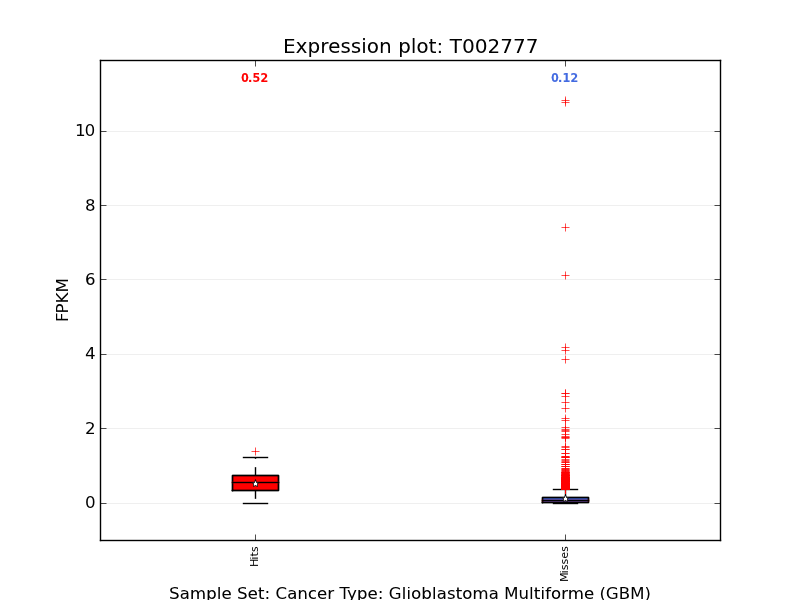 Expression plot: T002777
0.52
0.12
10
8
6
4
2
0
FPKM
Hits
Misses
Sample Set: Cancer Type: Glioblastoma Multiforme (GBM)